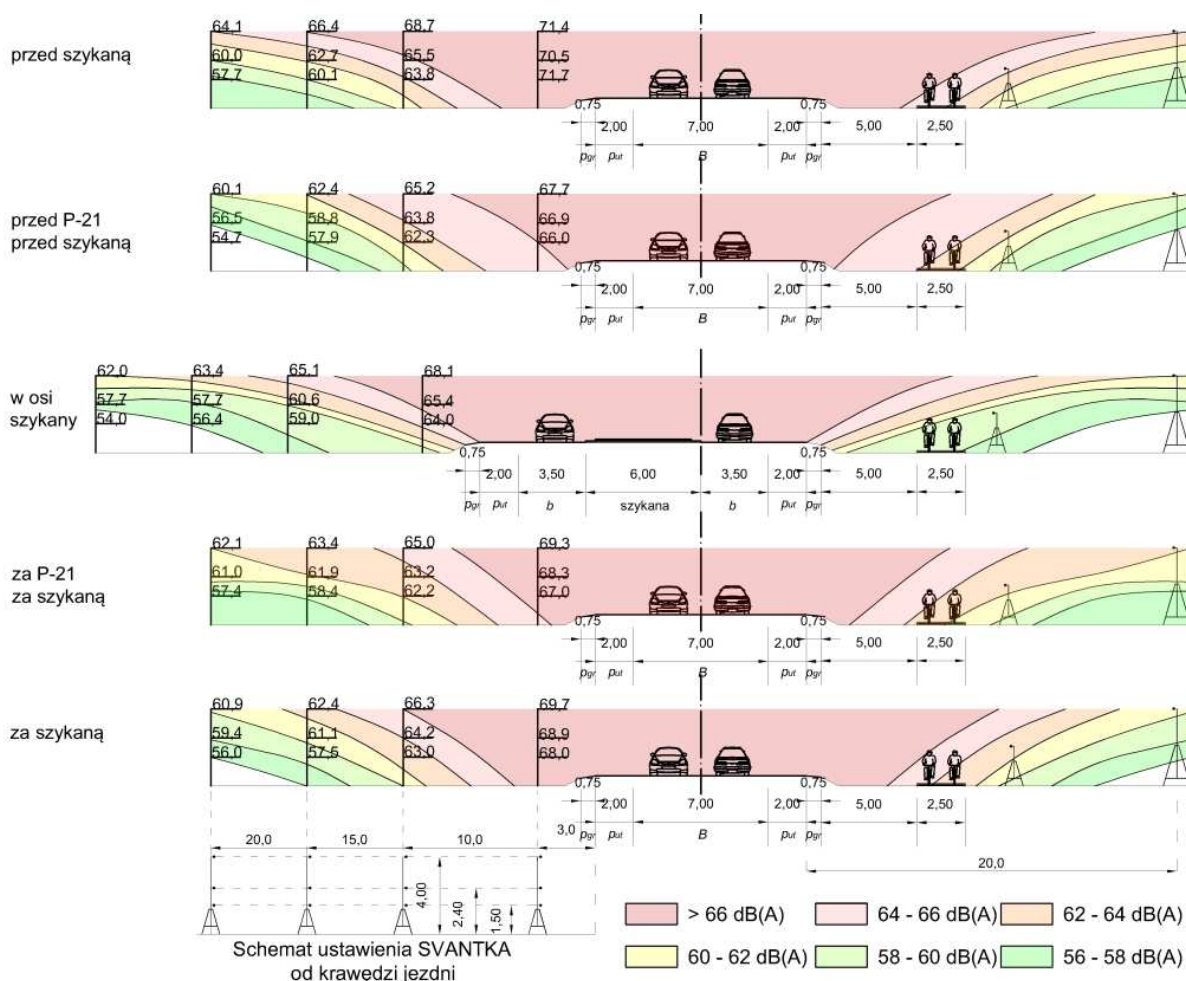 64,1 66,4 68,7 71,4
przed szykaną
60,0 62,7 65,5 70,5
57,7 60,1 63,8 71,7
0,75 0,75
2,00 7,00 2,00 5,00 2,50
pgr put B put pgr
60,1 62,4 65,2 67,7
przed P-21
przed szykaną
56,5 58,8 63,8 66,9
54,7 57,9 62,3 66,0
0,75 0,75
2,00 7,00 2,00 5,00 2,50
pgr put B put pgr
62,0 63,4 65,1 68,1
w osi
szykany
57,7 57,7 60,6 65,4
54,0 56,4 59,0 64,0
0,75 0,75
2,00 3,50 6,00 3,50 2,00 5,00 2,50
pgr put b szykana b put pgr
62,1 63,4 65,0 69,3
za P-21
za szykaną
61,0 61,9 63,2 68,3
57,4 58,4 62,2 67,0
0,75 0,75
2,00 7,00 2,00 5,00 2,50
pgr put B put pgr
60,9 62,4 66,3 69,7
za szykaną
59,4 61,1 64,2 68,9
56,0 57,5 63,0 68,0
0,75 0,75
2,00 7,00 2,00 5,00 2,50
pgr put B put pgr
20,0 15,0 10,0 3,0
20,0
4,00 2,40 1,50
Schemat ustawienia SVANTKA
od krawędzi jezdni
> 66 dB(A) 64 - 66 dB(A) 62 - 64 dB(A)
60 - 62 dB(A) 58 - 60 dB(A) 56 - 58 dB(A)